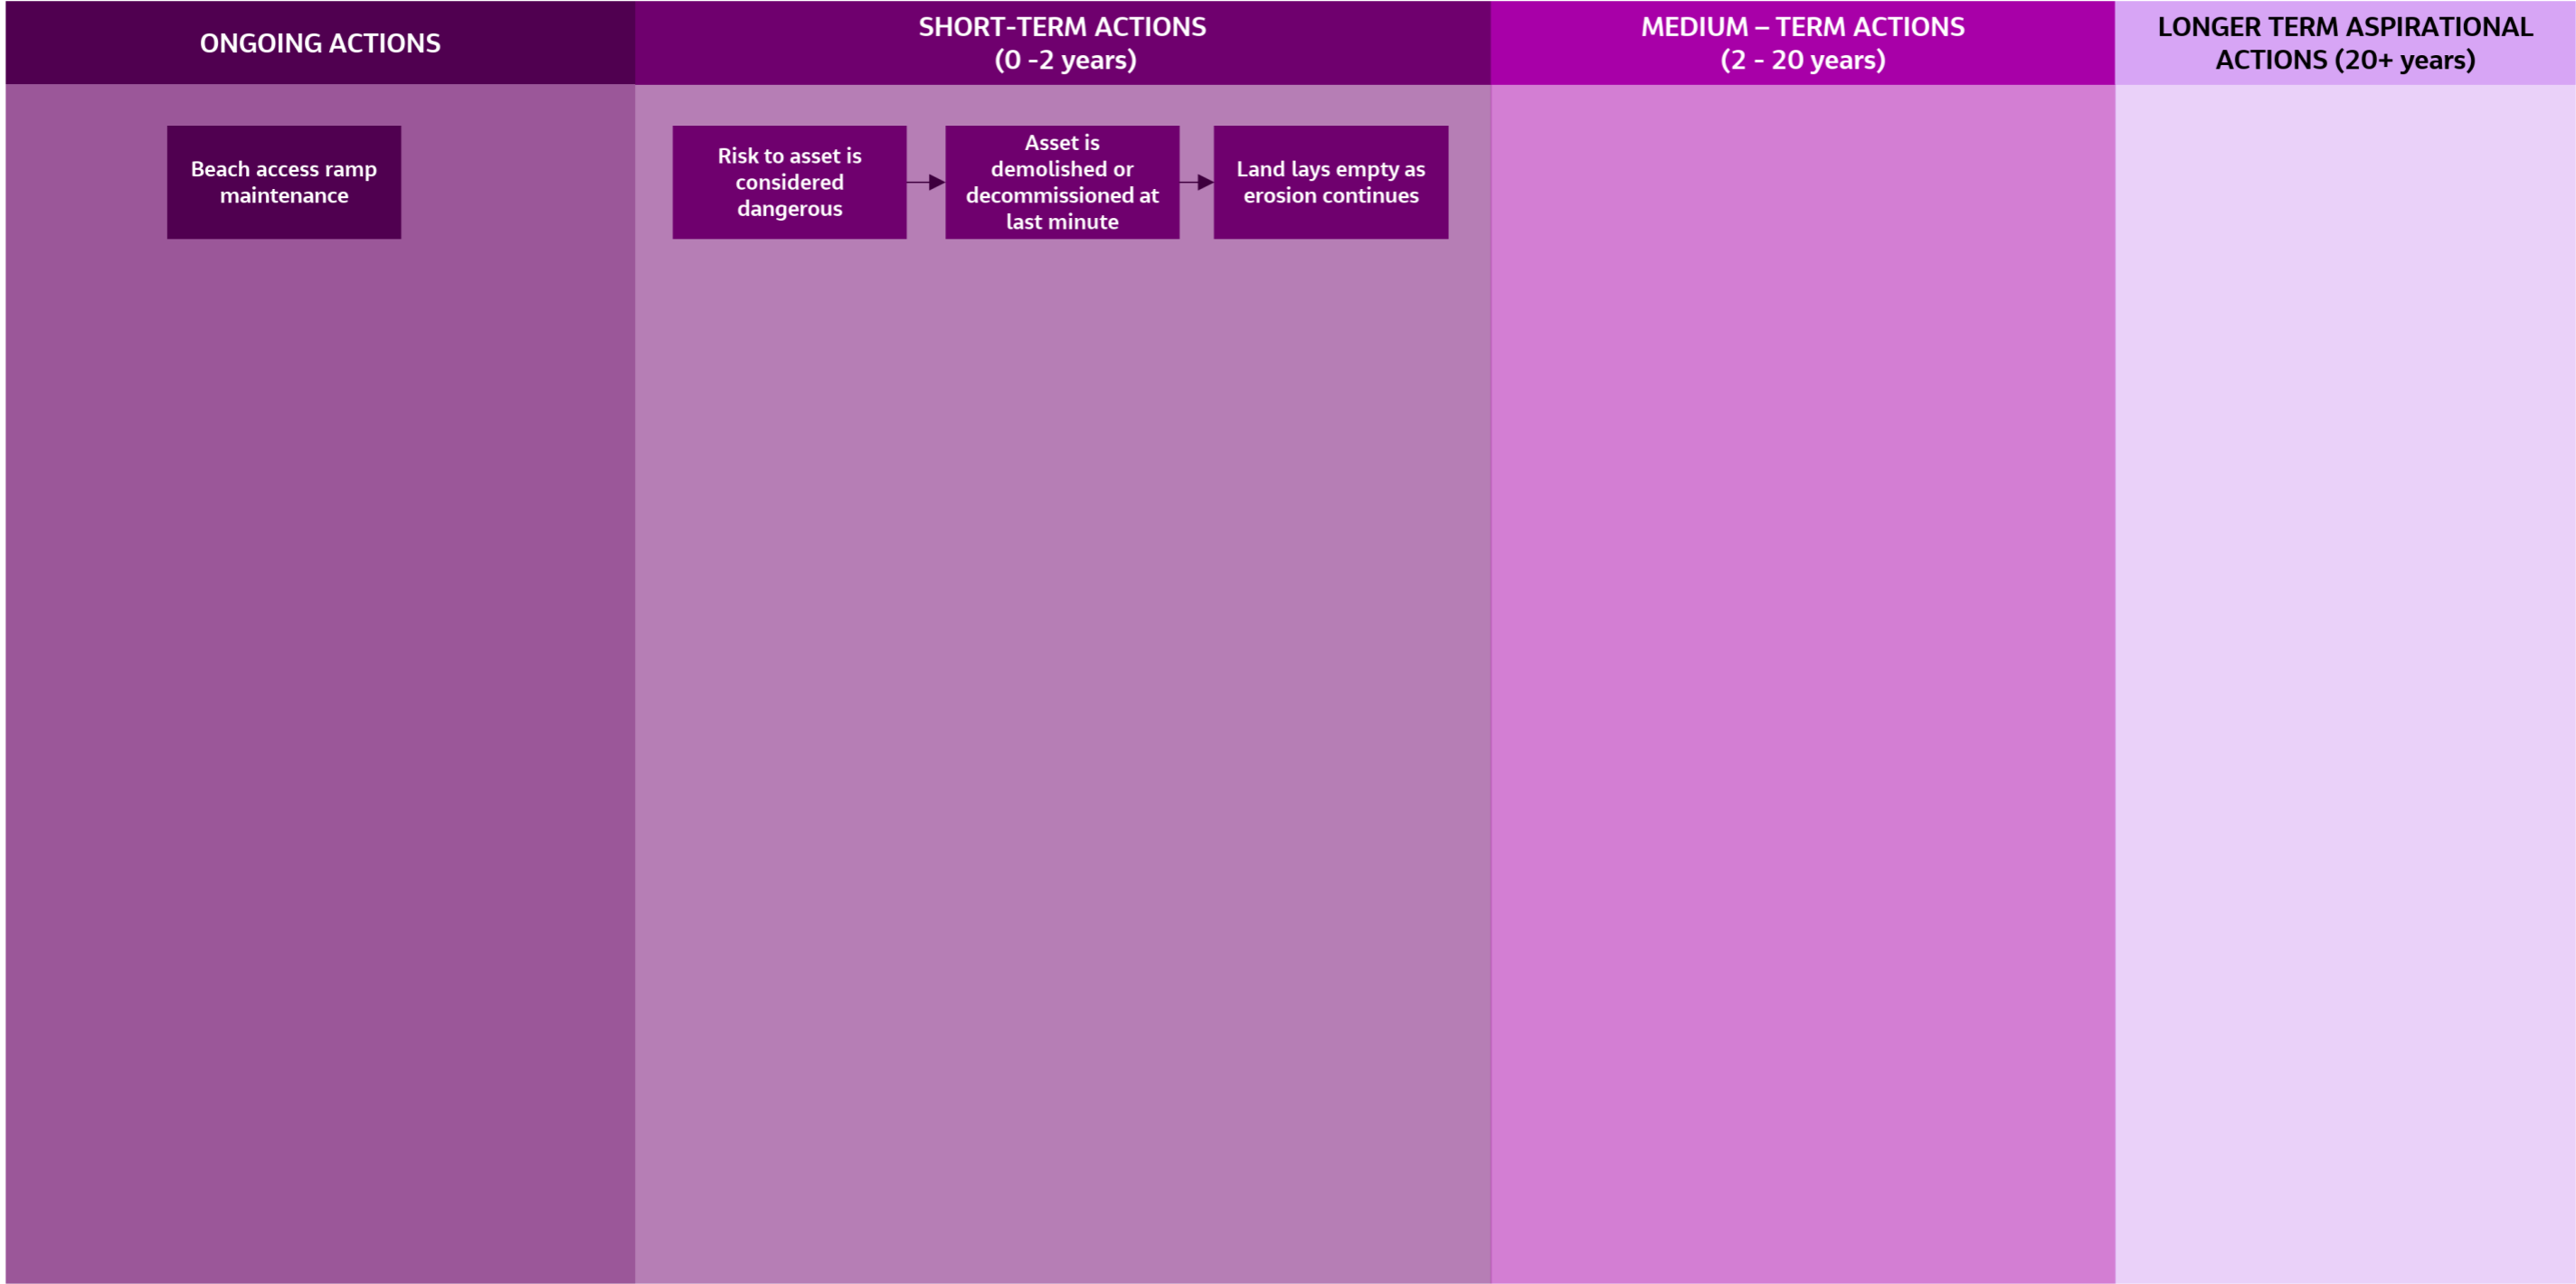 ONGOING ACTIONS
SHORT-TERM ACTIONS
(0 -2 years)
MEDIUM – TERM ACTIONS
(2 - 20 years)
LONGER TERM ASPIRATIONAL
ACTIONS (20+ years)
Beach access ramp
maintenance
Risk to asset is
considered
dangerous
Asset is
demolished or
decommissioned at
last minute
Land lays empty as
erosion continues